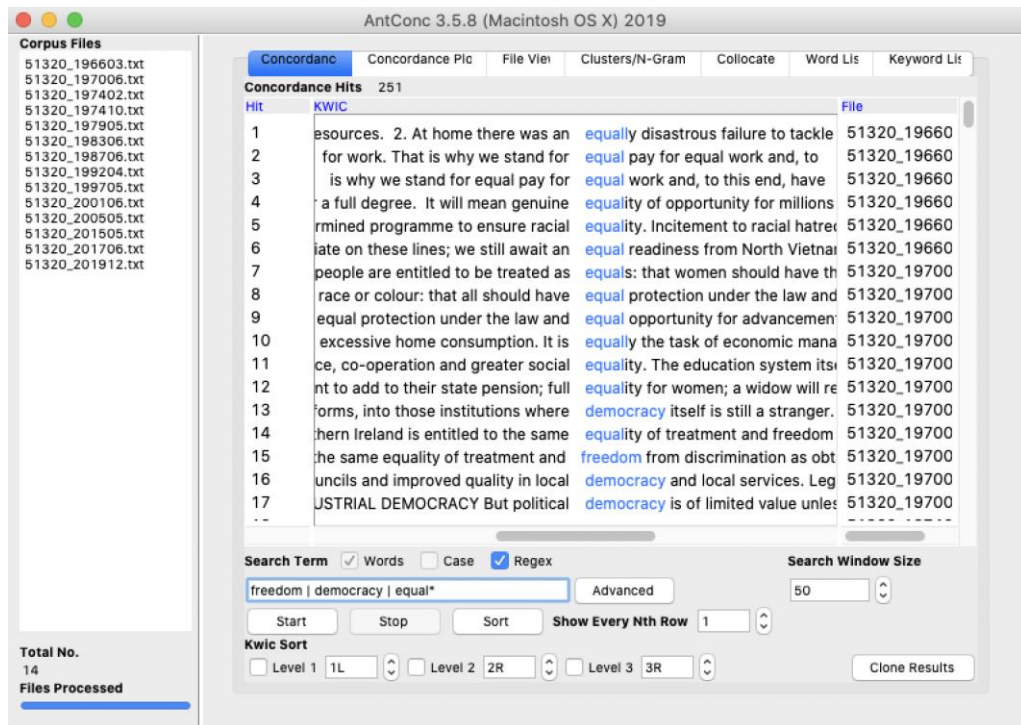 AntConc 3.5.8 (Macintosh OS X) 2019
Corpus Files
51320_196603.txt
51320_197006.txt
51320_197402.txt
51320_197410.txt
51320_197905.txt
51320_198306.txt
51320_198706.txt
51320_199204.txt
51320_199705.txt
51320_200106.txt
51320_200505.txt
51320_201505.txt
51320_201706.txt
51320_201912.txt
Total No.
14
Files Processed
Concordanc Concordance Plo File Viev Clusters/N-Gram Collocate Word Lis Keyword Lis
Concordance Hits 251
Hit KWIC File
1 esources. 2. At home there was an equally disastrous failure to tackle 51320_19660
2 for work. That is why we stand for equal pay for equal work and, to 51320_19660
3 is why we stand for equal pay for equal work and, to this end, have 51320_19660
4 r a full degree. It will mean genuine equality of opportunity for millions 51320_19660
5 rmined programme to ensure racial equality. Incitement to racial hatred 51320_19660
6 iate on these lines; we still await an equal readiness from North Vietnam 51320_19660
7 people are entitled to be treated as equals: that women should have th 51320_19700
8 race or colour: that all should have equal protection under the law and 51320_19700
9 equal protection under the law and equal opportunity for advancement 51320_19700
10 excessive home consumption. It is equally the task of economic mana 51320_19700
11 ce, co-operation and greater social equality. The education system itse 51320_19700
12 nt to add to their state pension; full equality for women; a widow will re 51320_19700
13 forms, into those institutions where democracy itself is still a stranger. 51320_19700
14 thern Ireland is entitled to the same equality of treatment and freedom 51320_19700
15 the same equality of treatment and freedom from discrimination as obt 51320_19700
16 uncils and improved quality in local democracy and local services. Leg 51320_19700
17 USTRIAL DEMOCRACY But political democracy is of limited value unles 51320_19700
Search Term Words Case Regex Search Window Size
freedom | democracy | equal* Advanced 50
Start Stop Sort Show Every Nth Row 1
Kwic Sort
Level 1 1L Level 2 2R Level 3 3R Clone Results